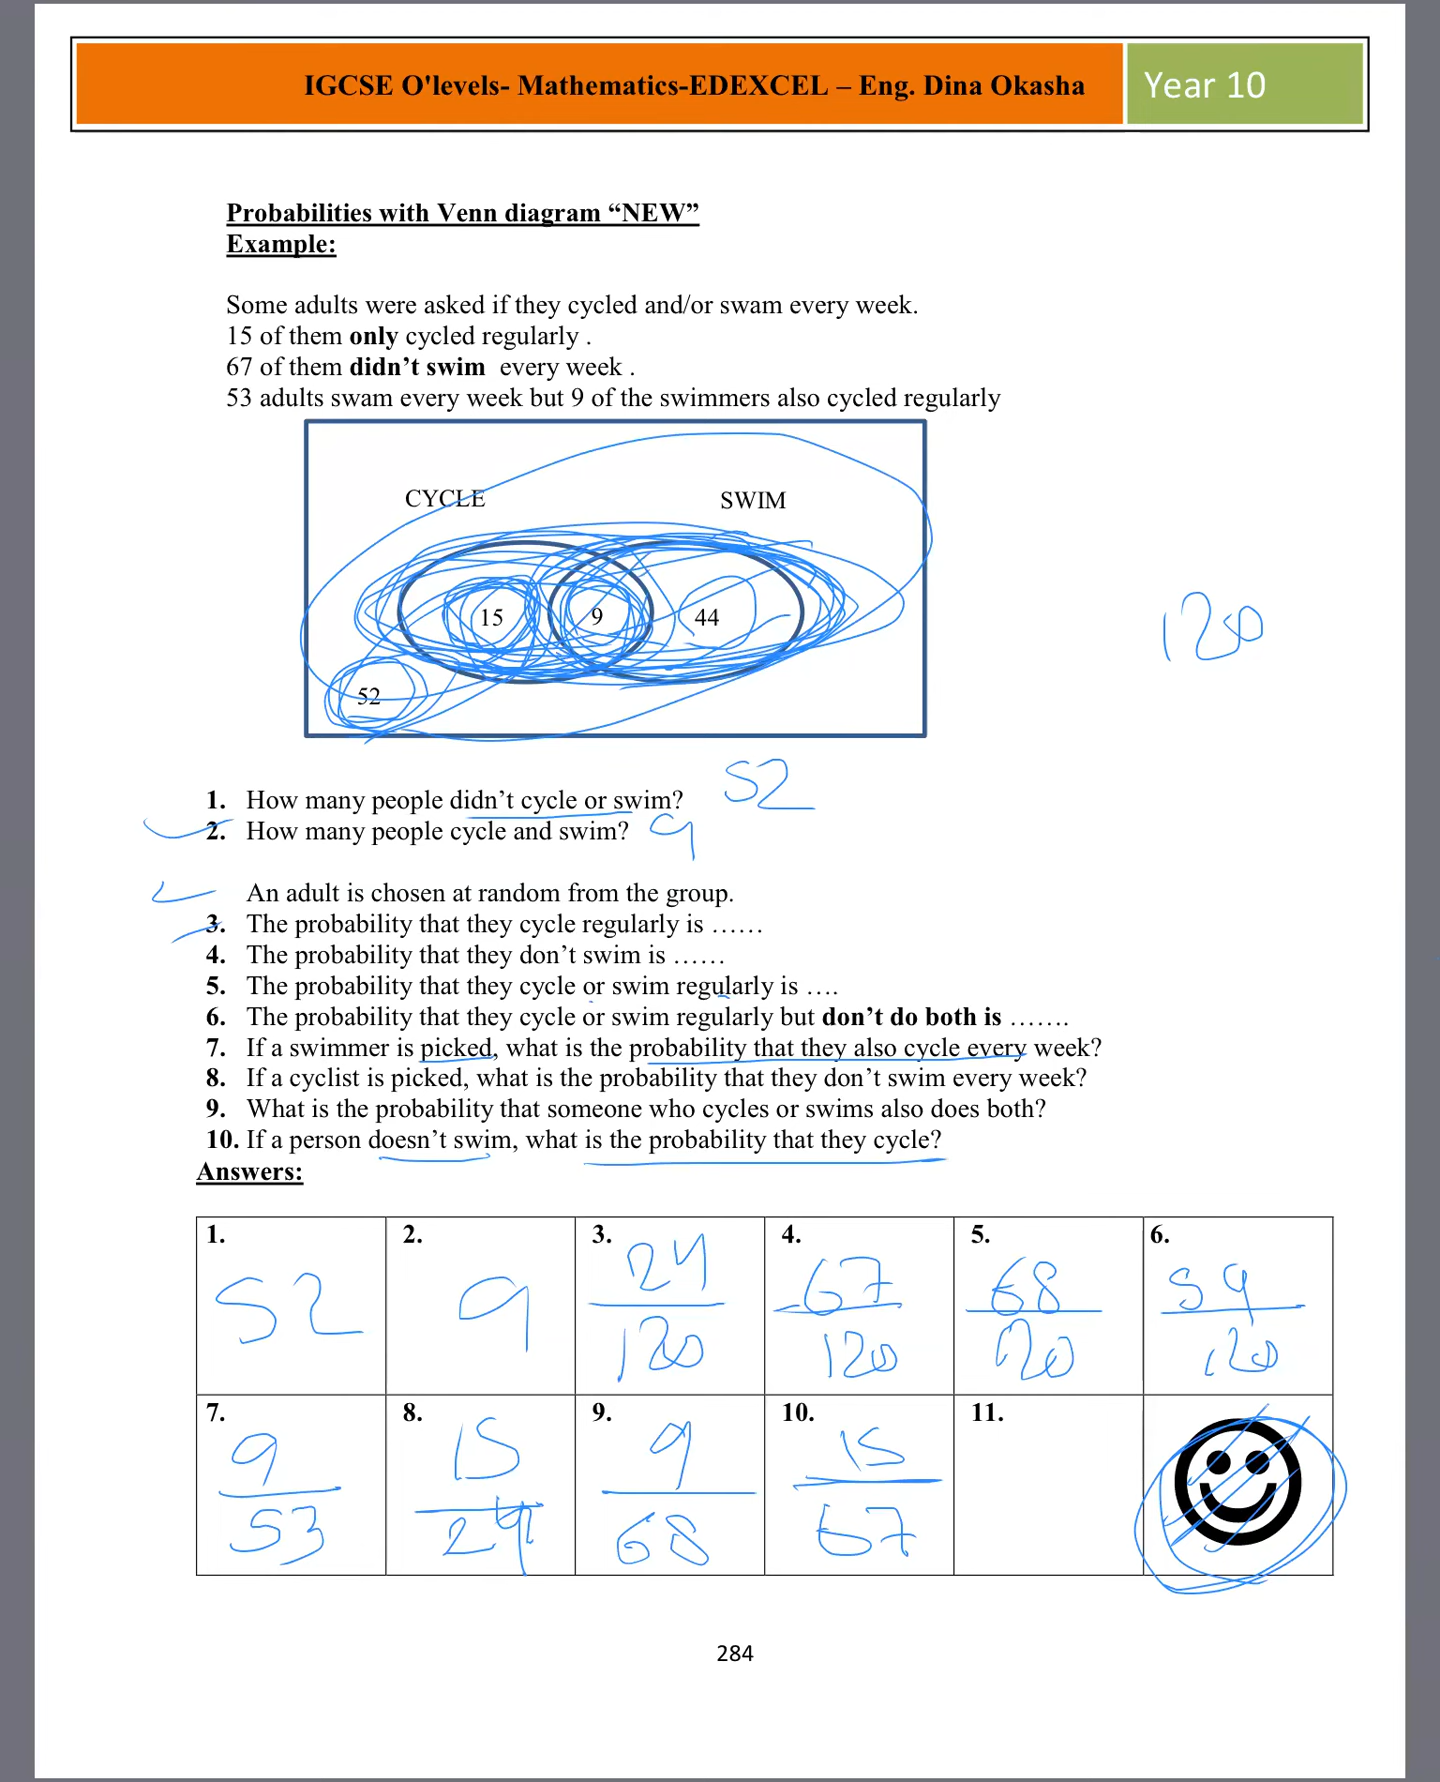 IGCSE O'levels- Mathematics-EDEXCEL – Eng. Dina Okasha
Year 10
Probabilities with Venn diagram “NEW”
Example:
Some adults were asked if they cycled and/or swam every week.
15 of them only cycled regularly .
67 of them didn’t swim every week .
53 adults swam every week but 9 of the swimmers also cycled regularly
CYCLE SWIM
15 9 44
120
52
1. How many people didn’t cycle or swim? 52
2. How many people cycle and swim? 9
An adult is chosen at random from the group.
3. The probability that they cycle regularly is ……
4. The probability that they don’t swim is ……
5. The probability that they cycle or swim regularly is ….
6. The probability that they cycle or swim regularly but don’t do both is …….
7. If a swimmer is picked, what is the probability that they also cycle every week?
8. If a cyclist is picked, what is the probability that they don’t swim every week?
9. What is the probability that someone who cycles or swims also does both?
10. If a person doesn’t swim, what is the probability that they cycle?
Answers:
1. 2. 3. 4. 5. 6.
52 9 24 67 68 59
120 120 120 120
7. 8. 9. 10. 11.
9 15 9 15
53 24 68 67
284